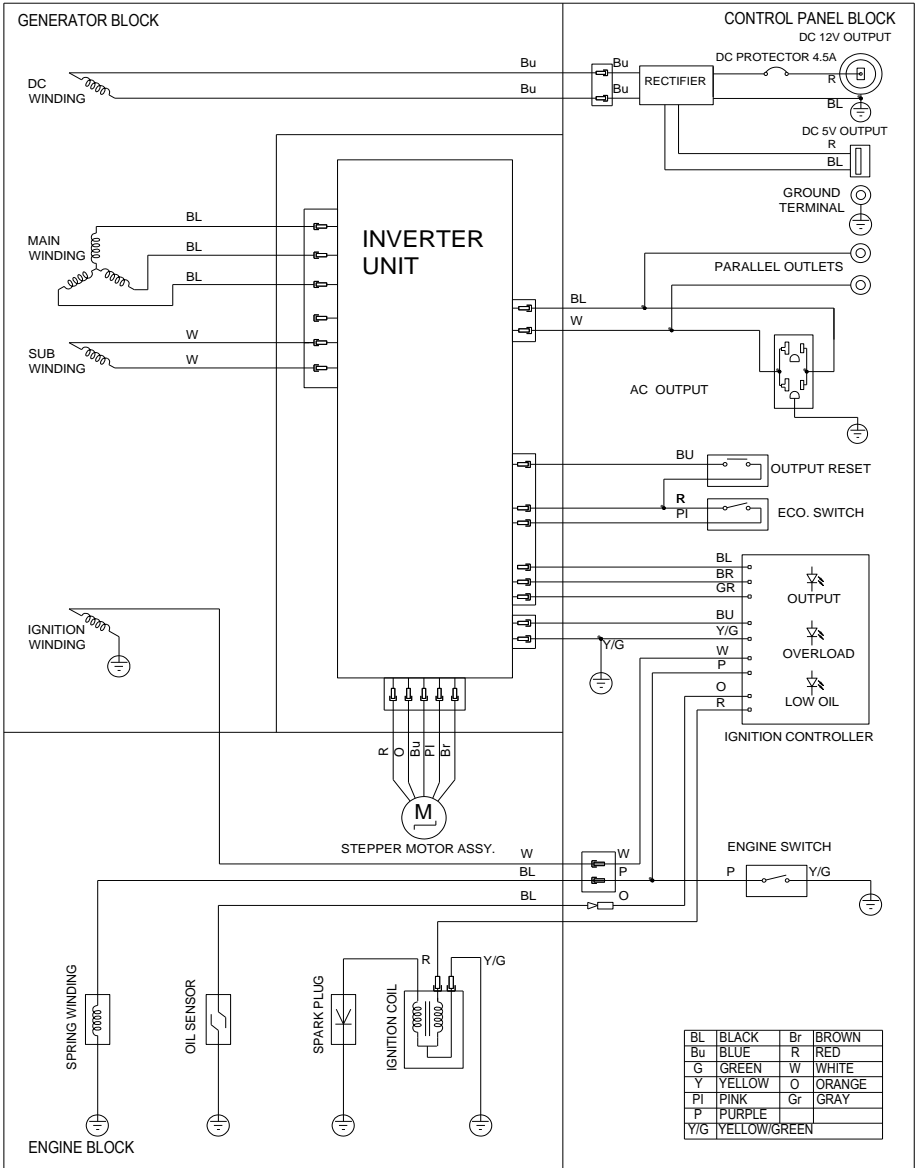 GENERATOR BLOCK
CONTROL PANEL BLOCK
DC 12V OUTPUT
DC PROTECTOR 4.5A
Bu
Bu
R
DC
WINDING
RECTIFIER
Bu
Bu
BL
DC 5V OUTPUT
R
BL
GROUND
TERMINAL
BL
MAIN
WINDING
BL
BL
INVERTER
UNIT
PARALLEL OUTLETS
BL
W
SUB
WINDING
W
W
AC OUTPUT
BU
OUTPUT RESET
R
PI
ECO. SWITCH
BL
BR
GR
OUTPUT
BU
Y/G
Y/G
OVERLOAD
W
P
O
R
LOW OIL
IGNITION CONTROLLER
IGNITION
WINDING
R
O
Bu
PI
Br
M
STEPPER MOTOR ASSY.
W
W
BL
P
BL
O
ENGINE SWITCH
P
Y/G
R
Y/G
SPRING WINDING
OIL SENSOR
SPARK PLUG
IGNITION COIL
ENGINE BLOCK
BL BLACK Br BROWN
Bu BLUE R RED
G GREEN W WHITE
Y YELLOW O ORANGE
PI PINK Gr GRAY
P PURPLE
Y/G YELLOW/GREEN